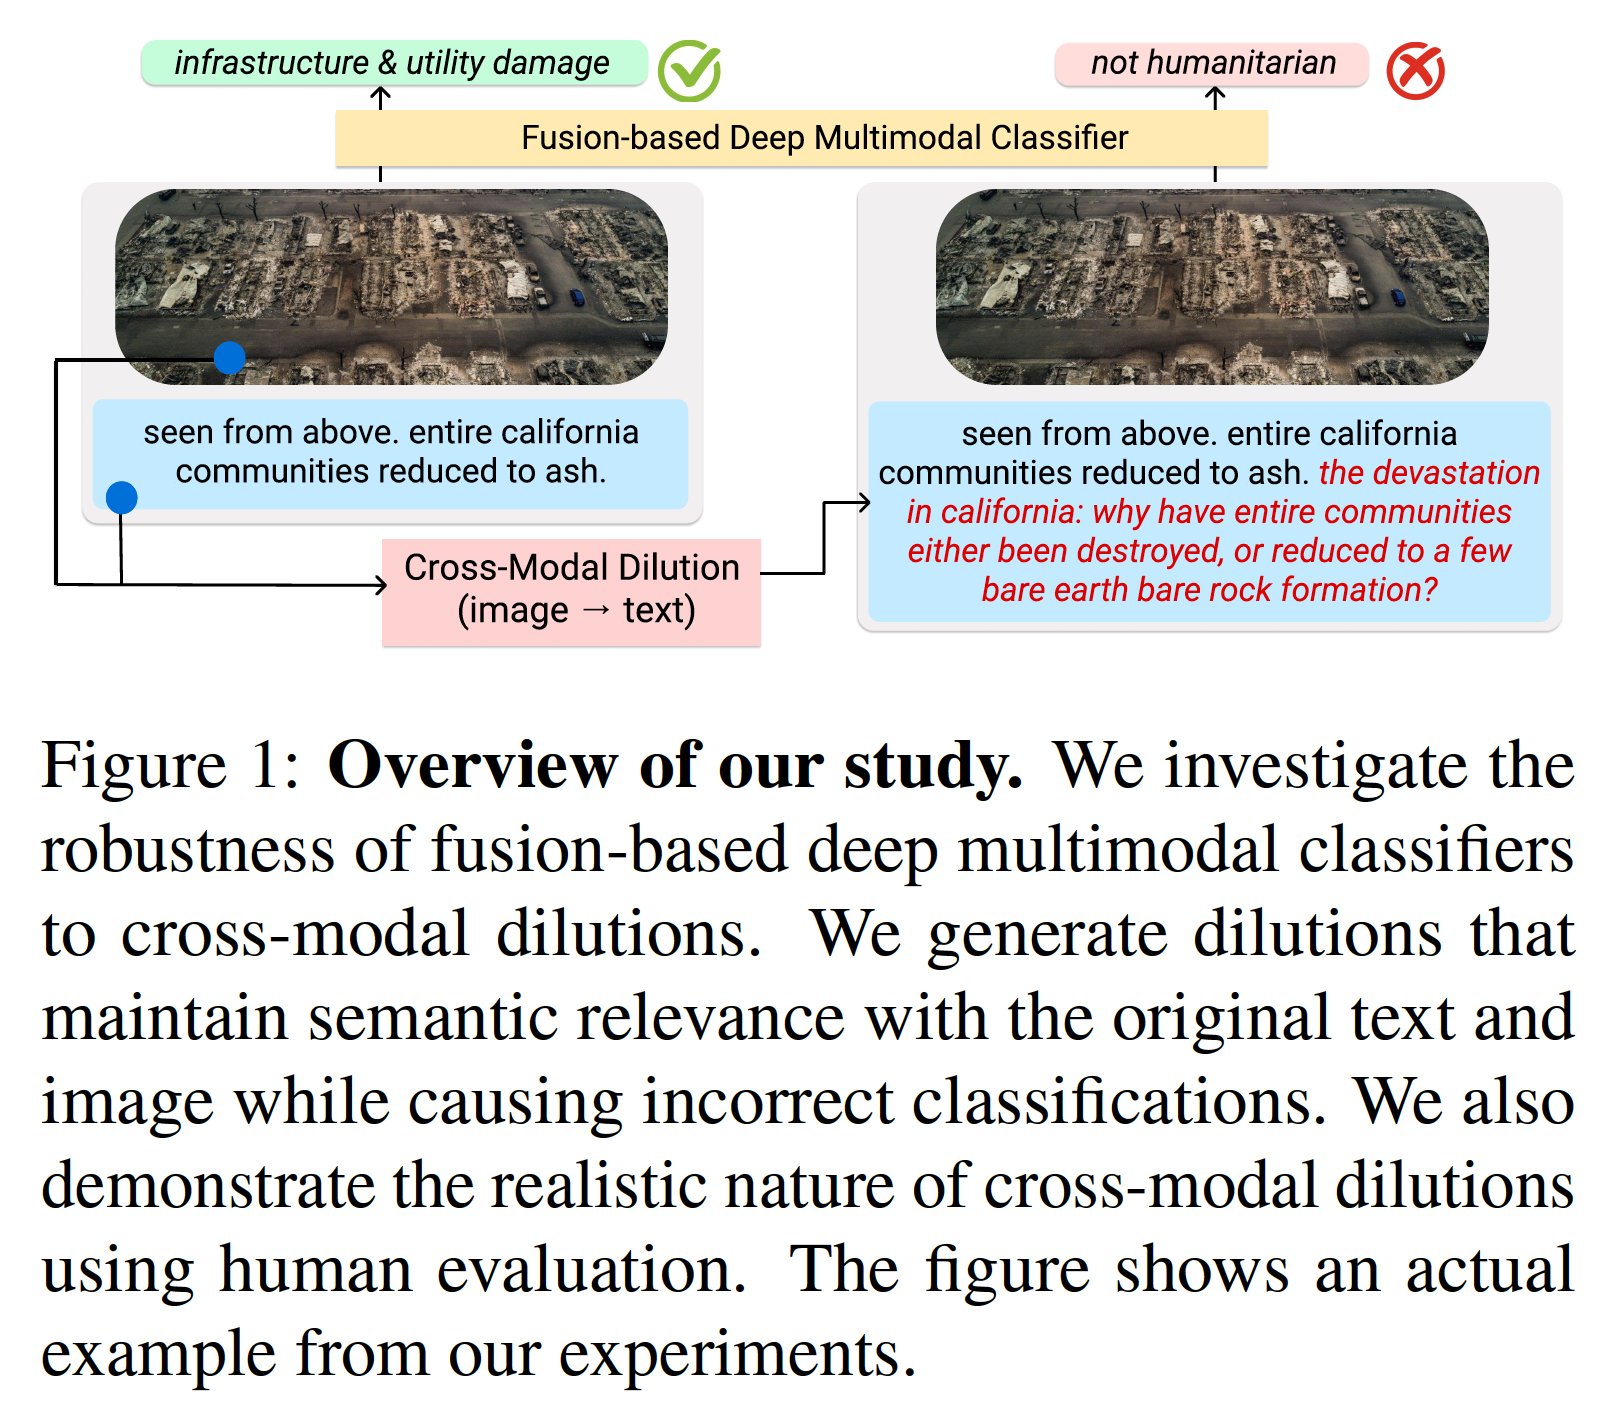 infrastructure & utility damage
not humanitarian
Fusion-based Deep Multimodal Classifier
seen from above. entire california
communities reduced to ash.
seen from above. entire california
communities reduced to ash. the devastation
in california: why have entire communities
either been destroyed, or reduced to a few
bare earth bare rock formation?
Cross-Modal Dilution
(image → text)
Figure 1: Overview of our study. We investigate the
robustness of fusion-based deep multimodal classifiers
to cross-modal dilutions. We generate dilutions that
maintain semantic relevance with the original text and
image while causing incorrect classifications. We also
demonstrate the realistic nature of cross-modal dilutions
using human evaluation. The figure shows an actual
example from our experiments.